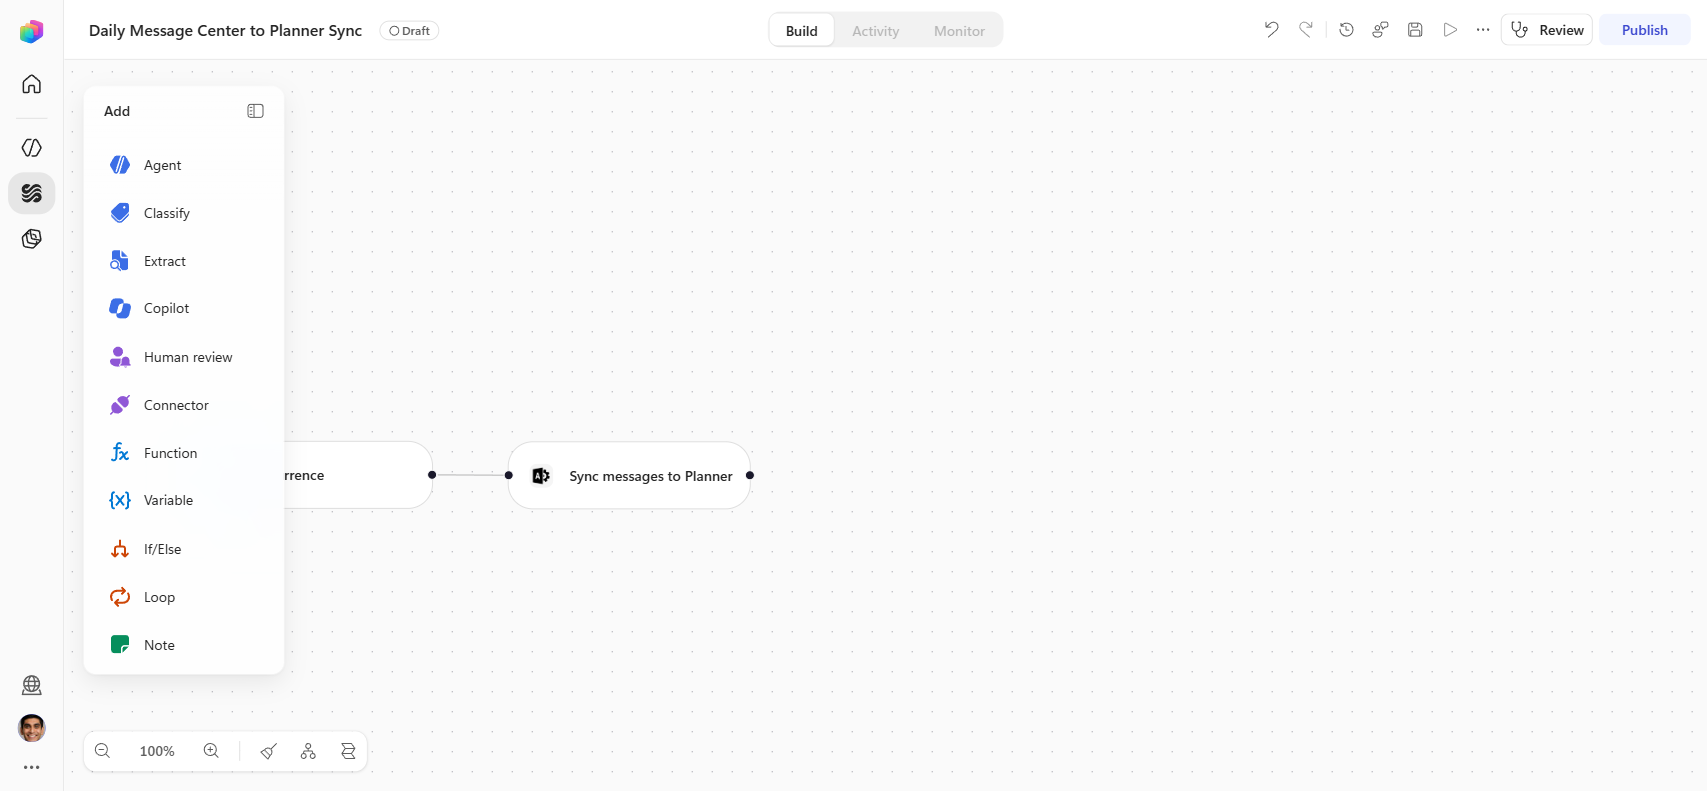 Daily Message Center to Planner Sync
Draft
Build
Activity
Monitor
Review
Publish
Add
Agent
Classify
Extract
Copilot
Human review
Connector
Function
Variable
If/Else
Loop
Note
rrence
A
Sync messages to Planner
100%